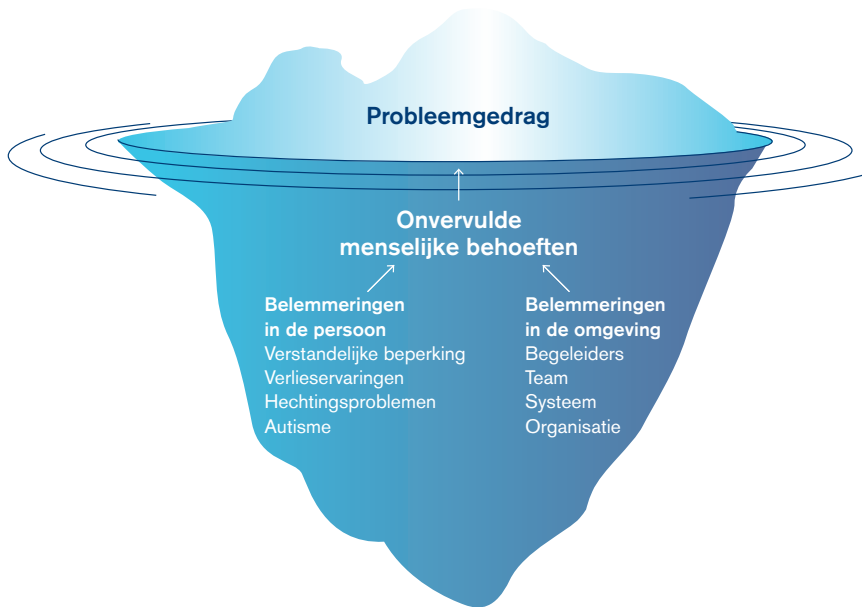 Probleemgedrag
Onvervulde
menselijke behoeften
Belemmeringen
in de persoon
Verstandelijke beperking
Verlieservaringen
Hechtingsproblemen
Autisme
Belemmeringen
in de omgeving
Begeleiders
Team
Systeem
Organisatie